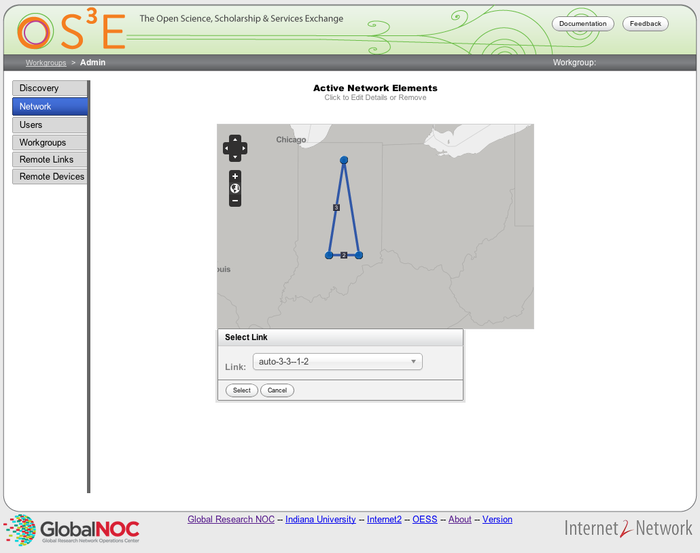 OS3E
The Open Science, Scholarship & Services Exchange
Documentation
Feedback
Workgroups > Admin
Workgroup:
Discovery
Network
Users
Workgroups
Remote Links
Remote Devices
Active Network Elements
Click to Edit Details or Remove
Chicago
uis
2
Select Link
Link: auto-3-3--1-2
Select
Cancel
GlobalNOC
Global Research Network Operations Center
Global Research NOC -- Indiana University -- Internet2 -- OESS -- About -- Version
Internet2 Network